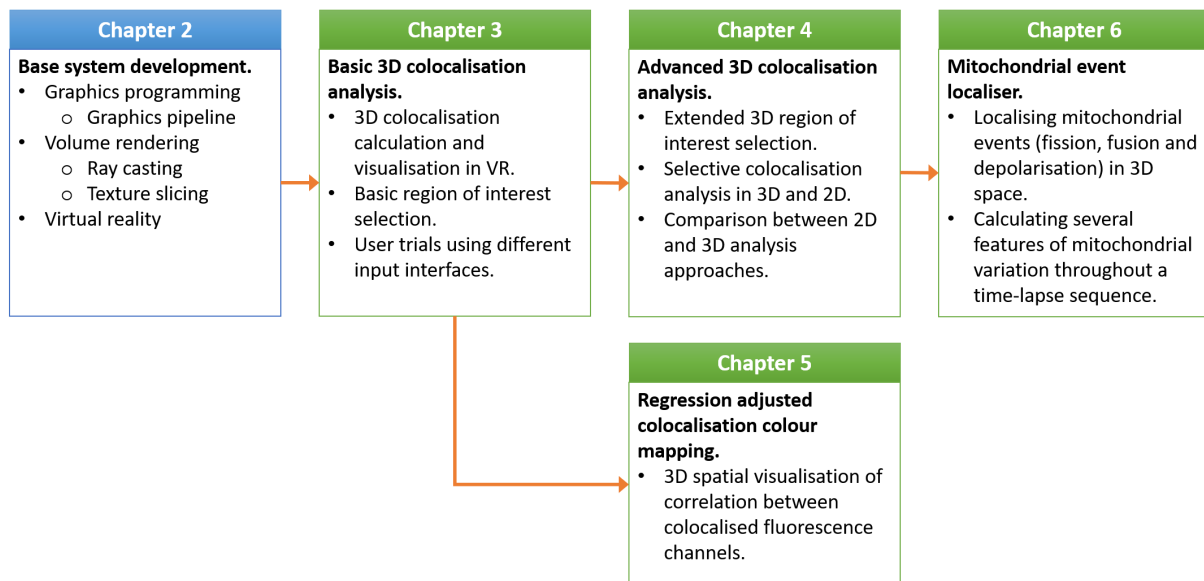 Chapter 2
Base system development.
• Graphics programming
o Graphics pipeline
• Volume rendering
o Ray casting
o Texture slicing
• Virtual reality
Chapter 3
Basic 3D colocalisation
analysis.
• 3D colocalisation
calculation and
visualisation in VR.
• Basic region of interest
selection.
• User trials using different
input interfaces.
Chapter 4
Advanced 3D colocalisation
analysis.
• Extended 3D region of
interest selection.
• Selective colocalisation
analysis in 3D and 2D.
• Comparison between 2D
and 3D analysis
approaches.
Chapter 6
Mitochondrial event
localiser.
• Localising mitochondrial
events (fission, fusion and
depolarisation) in 3D
space.
• Calculating several
features of mitochondrial
variation throughout a
time-lapse sequence.
Chapter 5
Regression adjusted
colocalisation colour
mapping.
• 3D spatial visualisation of
correlation between
colocalised fluorescence
channels.